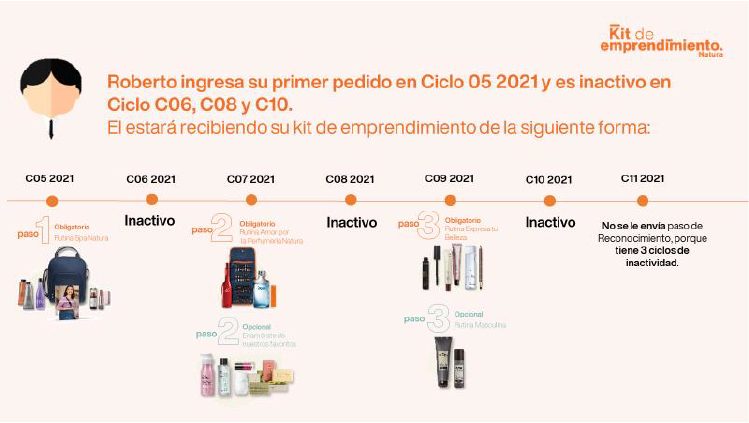 Kit de
emprendimiento.
Natura
Roberto ingresa su primer pedido en Ciclo 05 2021 y es inactivo en
Ciclo C06, C08 y C10.
El estará recibiendo su kit de emprendimiento de la siguiente forma:
C05 2021
C06 2021
C07 2021
C08 2021
C09 2021
C10 2021
C11 2021
paso 1 Obligatorio
Rutina Spa Natura
Inactivo
paso 2 Obligatorio
Rutina Amor por
la Perfumería Natura
Inactivo
paso 3 Obligatorio
Rutina Expresa tu
Belleza
Inactivo
No se le envía paso de
Reconocimiento, porque
tiene 3 ciclos de
inactividad.
paso 2 Opcional
Enamórate de
nuestros favoritos
paso 3 Opcional
Rutina Masculina